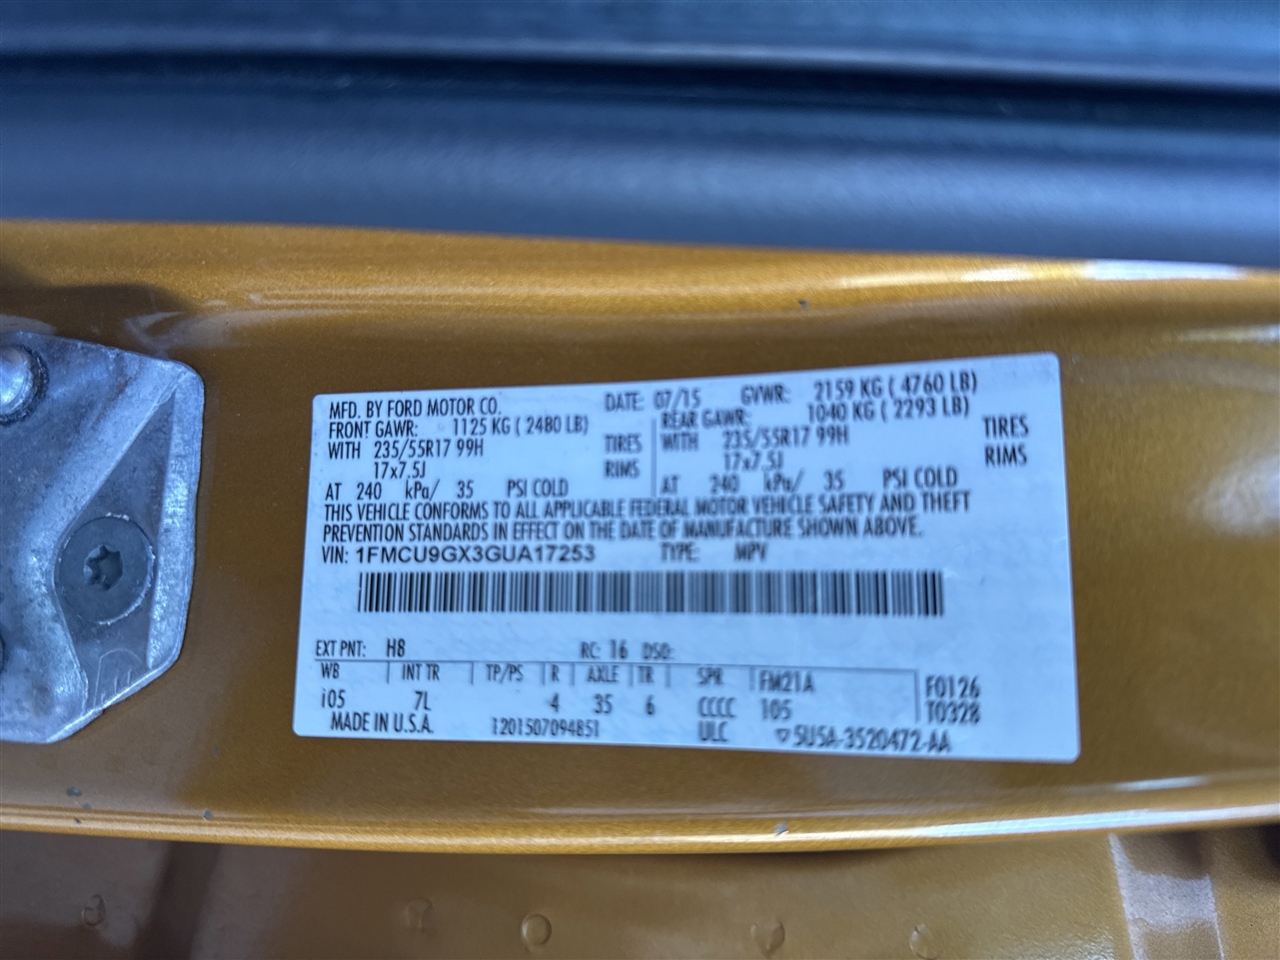 MFD. BY FORD MOTOR CO. DATE: 07/15 GVWR: 2159 KG ( 4760 LB)
FRONT GAWR: 1125 KG ( 2480 LB) REAR GAWR: 1040 KG ( 2293 LB)
WITH 235/55R17 99H TIRES WITH 235/55R17 99H TIRES
17x7.5J RIMS 17x7.5J RIMS
AT 240 kPa/ 35 PSI COLD AT 240 kPa/ 35 PSI COLD
THIS VEHICLE CONFORMS TO ALL APPLICABLE FEDERAL MOTOR VEHICLE SAFETY AND THEFT
PREVENTION STANDARDS IN EFFECT ON THE DATE OF MANUFACTURE SHOWN ABOVE.
VIN: 1FMCU9GX3GUA17253 TYPE: MPV
EXT PNT: H8 RC: 16 DSO:
WB INT TR TP/PS R AXLE TR SPR FM21A F0126
i05 7L 4 35 6 CCCC 105 T0328
MADE IN U.S.A. 1201507094851 ULC 5U5A-3520472-AA